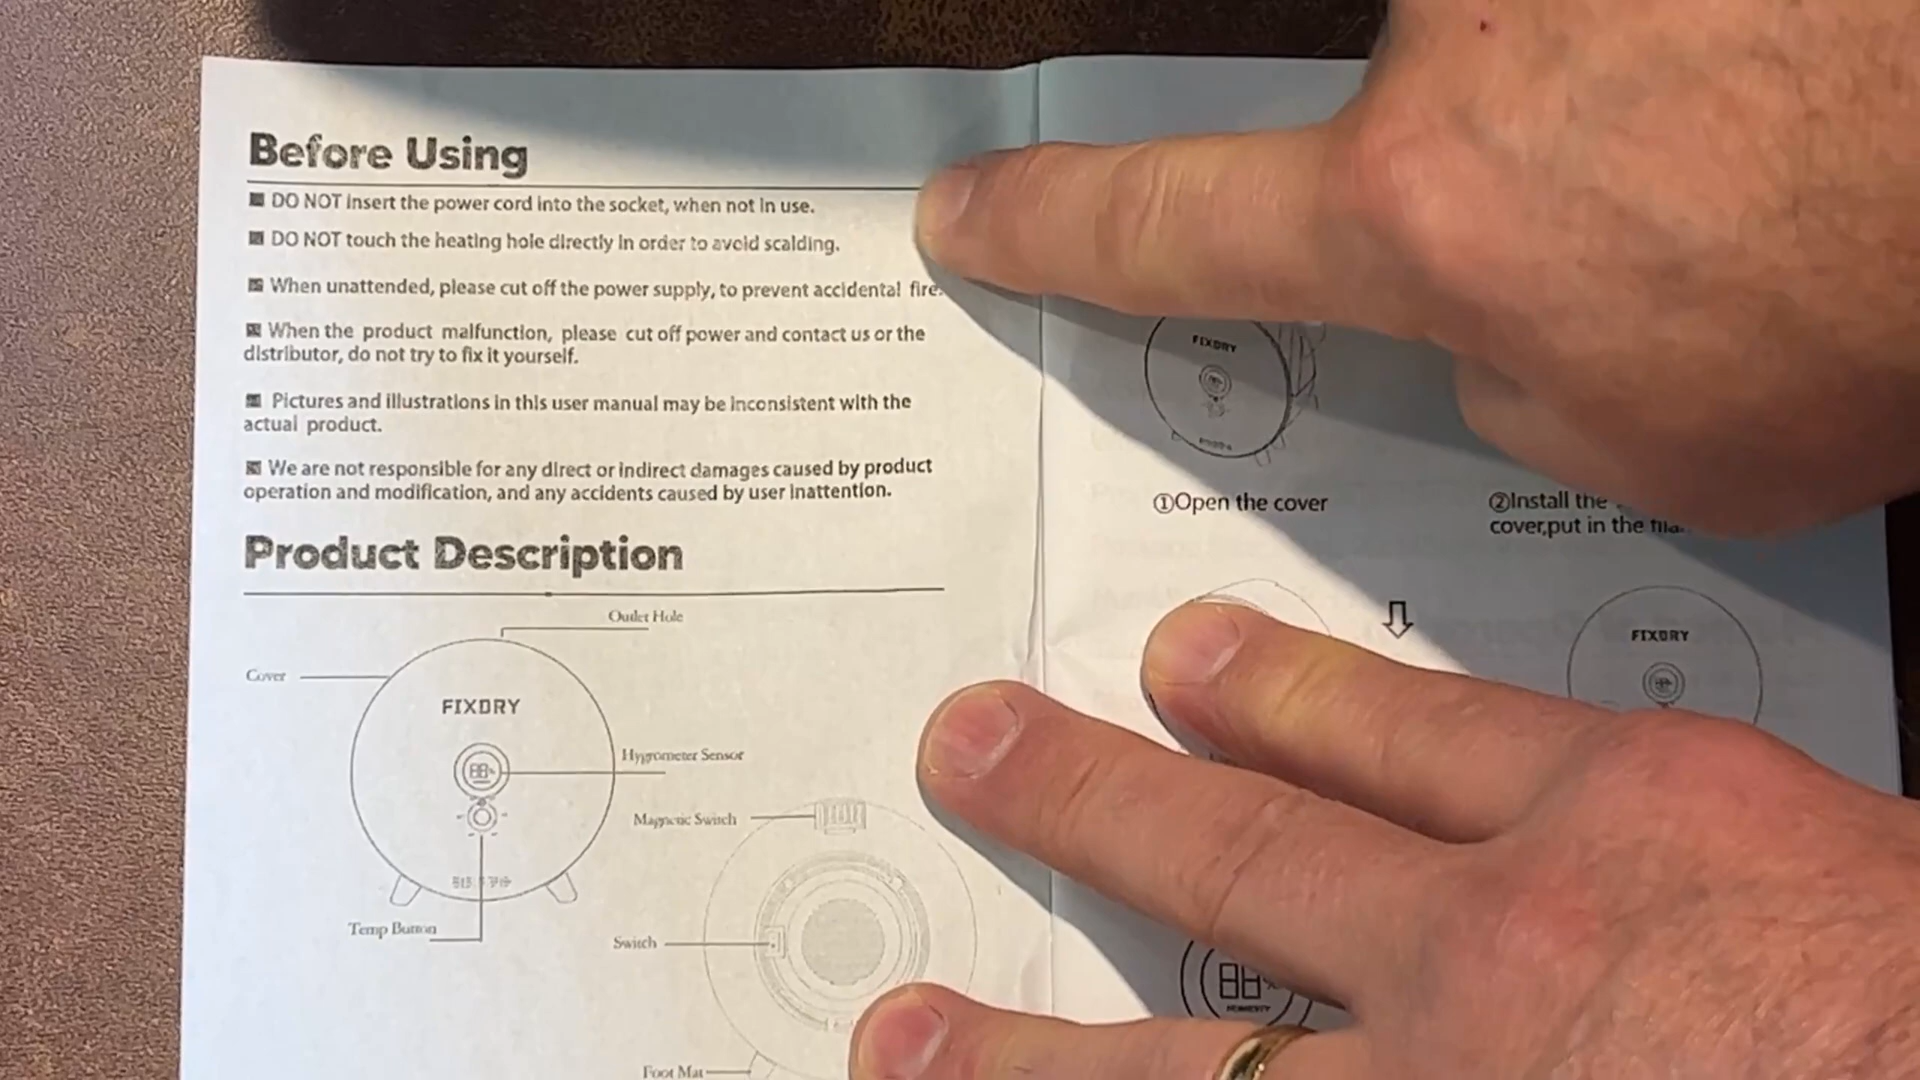 Before Using
DO NOT insert the power cord into the socket, when not in use.
DO NOT touch the heating hole directly in order to avoid scalding.
When unattended, please cut off the power supply, to prevent accidental fire.
When the product malfunction, please cut off power and contact us or the
distributor, do not try to fix it yourself.
Pictures and illustrations in this user manual may be inconsistent with the
actual product.
We are not responsible for any direct or indirect damages caused by product
operation and modification, and any accidents caused by user inattention.
Product Description
Outlet Hole
Cover
FIXDRY
Hygrometer Sensor
88%
Magnetic Switch
Temp Button
Switch
Foot Mat
FIXDRY
①Open the cover
②Install the
cover,put in the
FIXDRY
88%
HUMIDITY